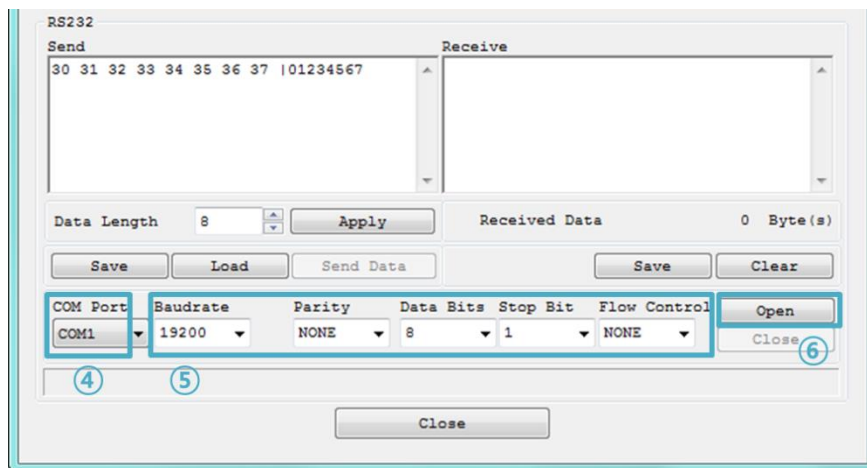 RS232
Send Receive
30 31 32 33 34 35 36 37 |01234567
Data Length 8 Apply Received Data 0 Byte(s)
Save Load Send Data Save Clear
COM Port Baudrate Parity Data Bits Stop Bit Flow Control Open
COM1 19200 NONE 8 1 NONE Close
④ ⑤ ⑥
Close